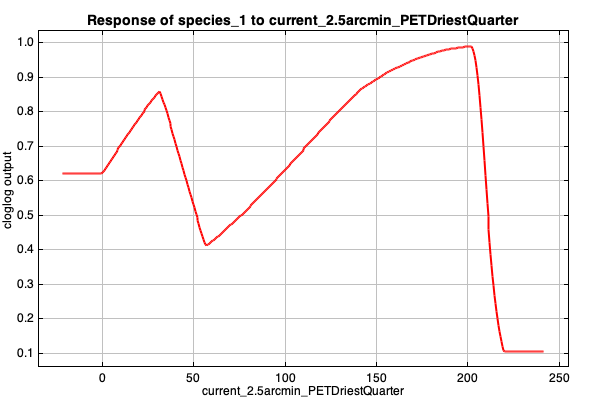 Response of species_1 to current_2.5arcmin_PETDriestQuarter
1.0
0.9
0.8
0.7
0.6
0.5
0.4
0.3
0.2
0.1
cloglog output
0 50 100 150 200 250
current_2.5arcmin_PETDriestQuarter